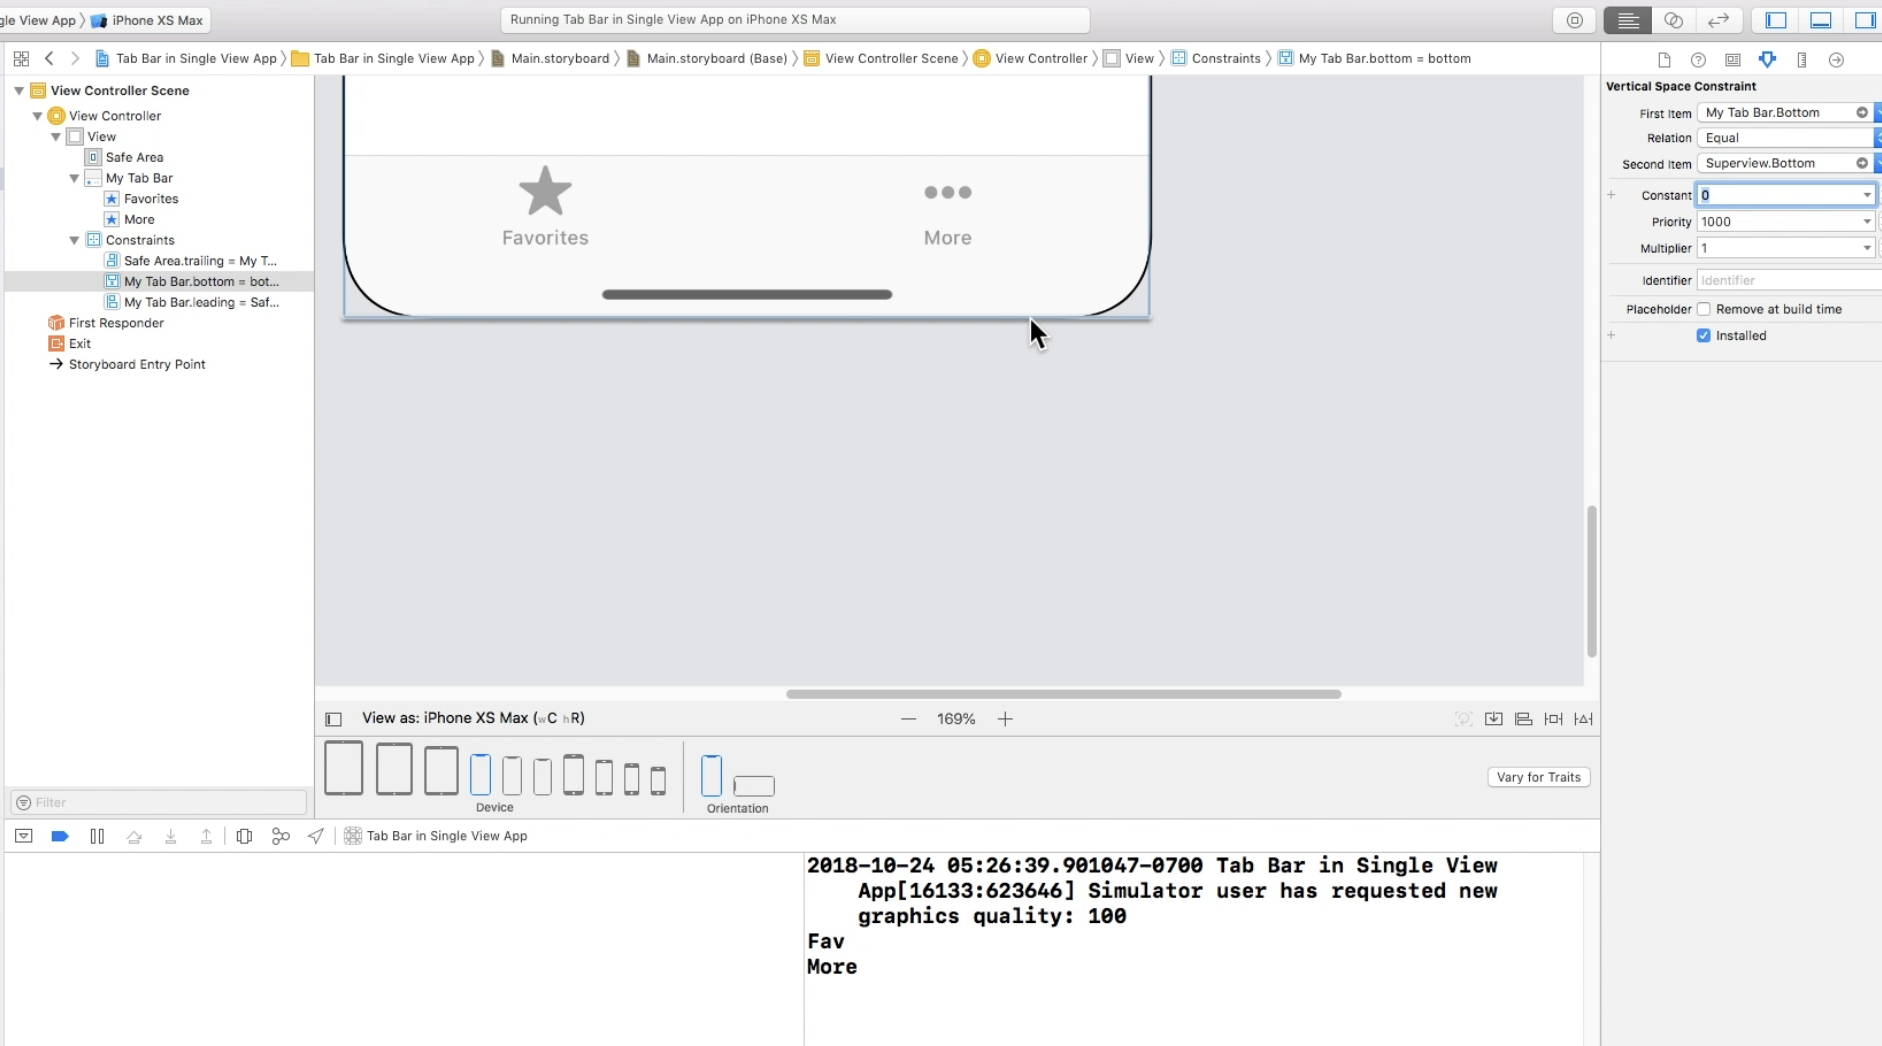 gle View App
iPhone XS Max
Running Tab Bar in Single View App on iPhone XS Max
Tab Bar in Single View App
Tab Bar in Single View App
Main.storyboard
Main.storyboard (Base)
View Controller Scene
View Controller
View
Constraints
My Tab Bar.bottom = bottom
View Controller Scene
View Controller
View
Safe Area
My Tab Bar
Favorites
More
Constraints
Safe Area.trailing = My T...
My Tab Bar.bottom = bot...
My Tab Bar.leading = Saf...
First Responder
Exit
Storyboard Entry Point
Filter
Favorites
More
View as: iPhone XS Max (wC hR)
169%
Device
Orientation
Vary for Traits
Vertical Space Constraint
First Item My Tab Bar.Bottom
Relation Equal
Second Item Superview.Bottom
Constant 0
Priority 1000
Multiplier 1
Identifier Identifier
Placeholder Remove at build time
Installed
Tab Bar in Single View App
2018-10-24 05:26:39.901047-0700 Tab Bar in Single View
App[16133:623646] Simulator user has requested new
graphics quality: 100
Fav
More